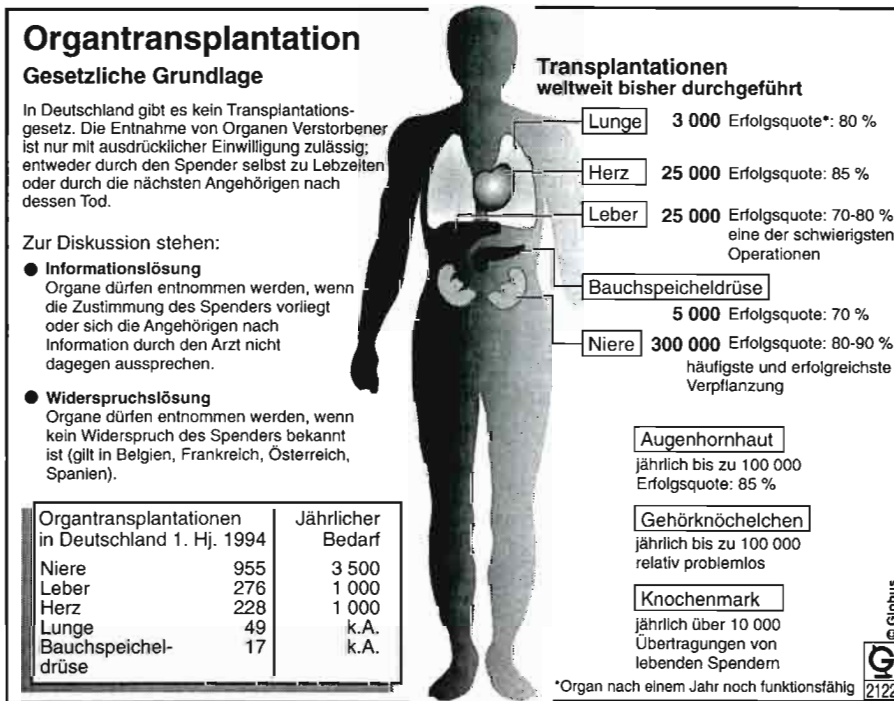 Organtransplantation
Gesetzliche Grundlage
In Deutschland gibt es kein Transplantations-
gesetz. Die Entnahme von Organen Verstorbener
ist nur mit ausdrücklicher Einwilligung zulässig;
entweder durch den Spender selbst zu Lebzeiten
oder durch die nächsten Angehörigen nach
dessen Tod.
Zur Diskussion stehen:
● Informationslösung
Organe dürfen entnommen werden, wenn
die Zustimmung des Spenders vorliegt
oder sich die Angehörigen nach
Information durch den Arzt nicht
dagegen aussprechen.
● Widerspruchslösung
Organe dürfen entnommen werden, wenn
kein Widerspruch des Spenders bekannt
ist (gilt in Belgien, Frankreich, Österreich,
Spanien).
Organtransplantationen Jährlicher
in Deutschland 1. Hj. 1994 Bedarf
Niere 955 3 500
Leber 276 1 000
Herz 228 1 000
Lunge 49 k.A.
Bauchspeichel- 17 k.A.
drüse
Transplantationen
weltweit bisher durchgeführt
Lunge 3 000 Erfolgsquote*: 80 %
Herz 25 000 Erfolgsquote: 85 %
Leber 25 000 Erfolgsquote: 70-80 %
eine der schwierigsten
Operationen
Bauchspeicheldrüse
5 000 Erfolgsquote: 70 %
Niere 300 000 Erfolgsquote: 80-90 %
häufigste und erfolgreichste
Verpflanzung
Augenhornhaut
jährlich bis zu 100 000
Erfolgsquote: 85 %
Gehörknöchelchen
jährlich bis zu 100 000
relativ problemlos
Knochenmark
jährlich über 10 000
Übertragungen von
lebenden Spendern
*Organ nach einem Jahr noch funktionsfähig
© Globus
2122